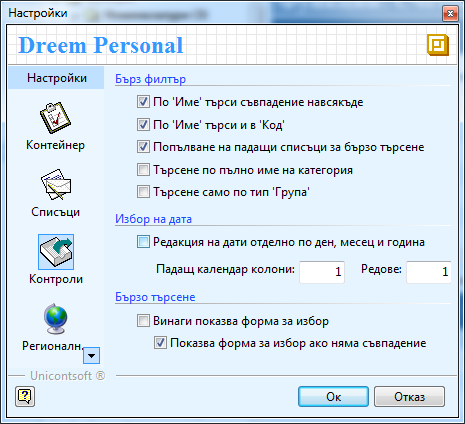 Настройки
Dreem Personal
Настройки
Контейнер
Списъци
Контроли
Регионалн.
Бърз филтър
По 'Име' търси съвпадение навсякъде
По 'Име' търси и в 'Код'
Попълване на падащи списъци за бързо търсене
Търсене по пълно име на категория
Търсене само по тип 'Група'
Избор на дата
Редакция на дати отделно по ден, месец и година
Падащ календар колони: 1 Редове: 1
Бързо търсене
Винаги показва форма за избор
Показва форма за избор ако няма съвпадение
Unicontsoft ®
? Ок Отказ